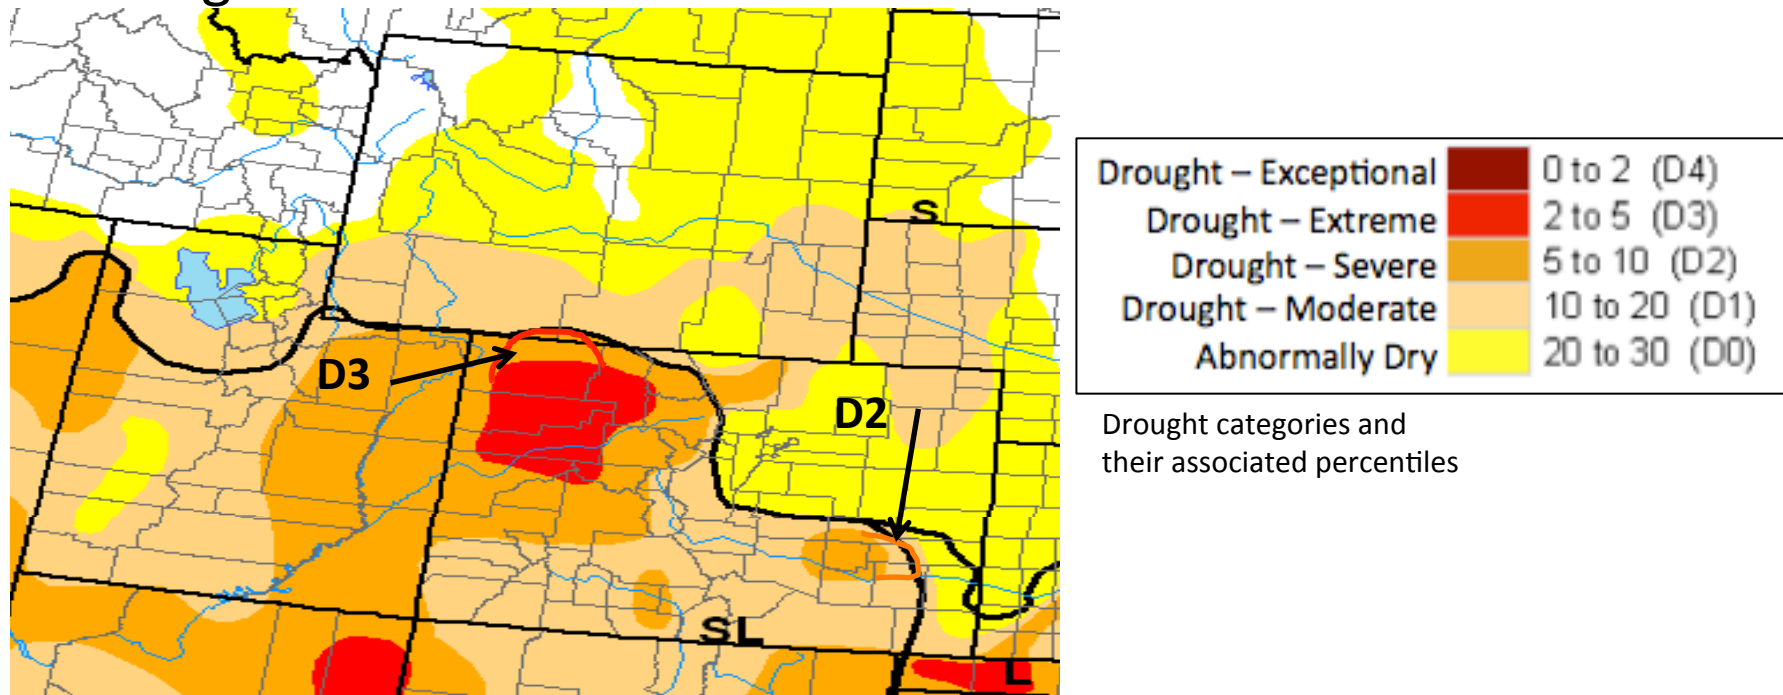 g
S
D3
D2
SL
L
Drought – Exceptional 0 to 2 (D4)
Drought – Extreme 2 to 5 (D3)
Drought – Severe 5 to 10 (D2)
Drought – Moderate 10 to 20 (D1)
Abnormally Dry 20 to 30 (D0)
Drought categories and
their associated percentiles